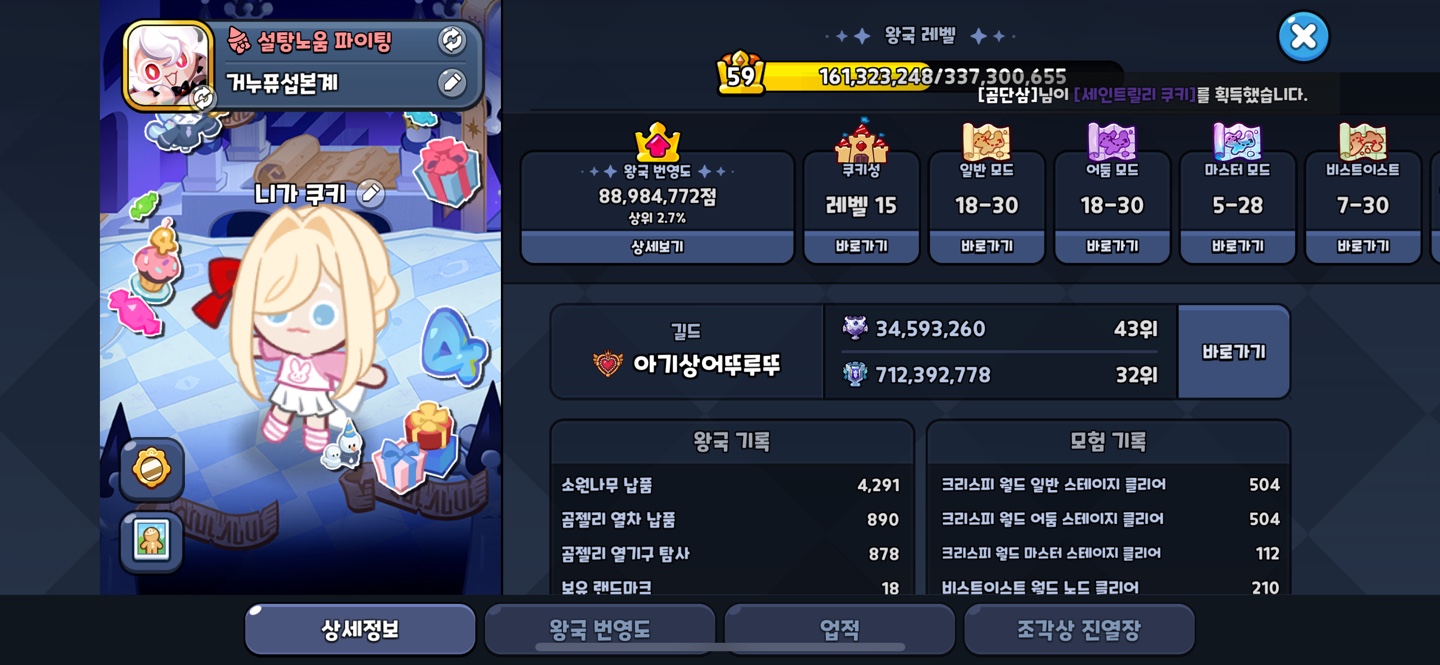 설탕노움 파이팅
거누퓨섭본계
니가 쿠키
4
4
왕국 레벨
59
161,323,248/337,300,655
[곰단삼]님이 [세인트릴리 쿠키]를 획득했습니다.
왕국 번영도
88,984,772점
상위 2.7%
상세보기
쿠키성
레벨 15
바로가기
일반 모드
18-30
바로가기
어둠 모드
18-30
바로가기
마스터 모드
5-28
바로가기
비스트이스트
7-30
바로가기
길드
아기상어뚜루뚜
34,593,260 43위
712,392,778 32위
바로가기
왕국 기록
소원나무 납품 4,291
곰젤리 열차 납품 890
곰젤리 열기구 탐사 878
보유 랜드마크 18
모험 기록
크리스피 월드 일반 스테이지 클리어 504
크리스피 월드 어둠 스테이지 클리어 504
크리스피 월드 마스터 스테이지 클리어 112
비스트이스트 월드 노드 클리어 210
상세정보
왕국 번영도
업적
조각상 진열장